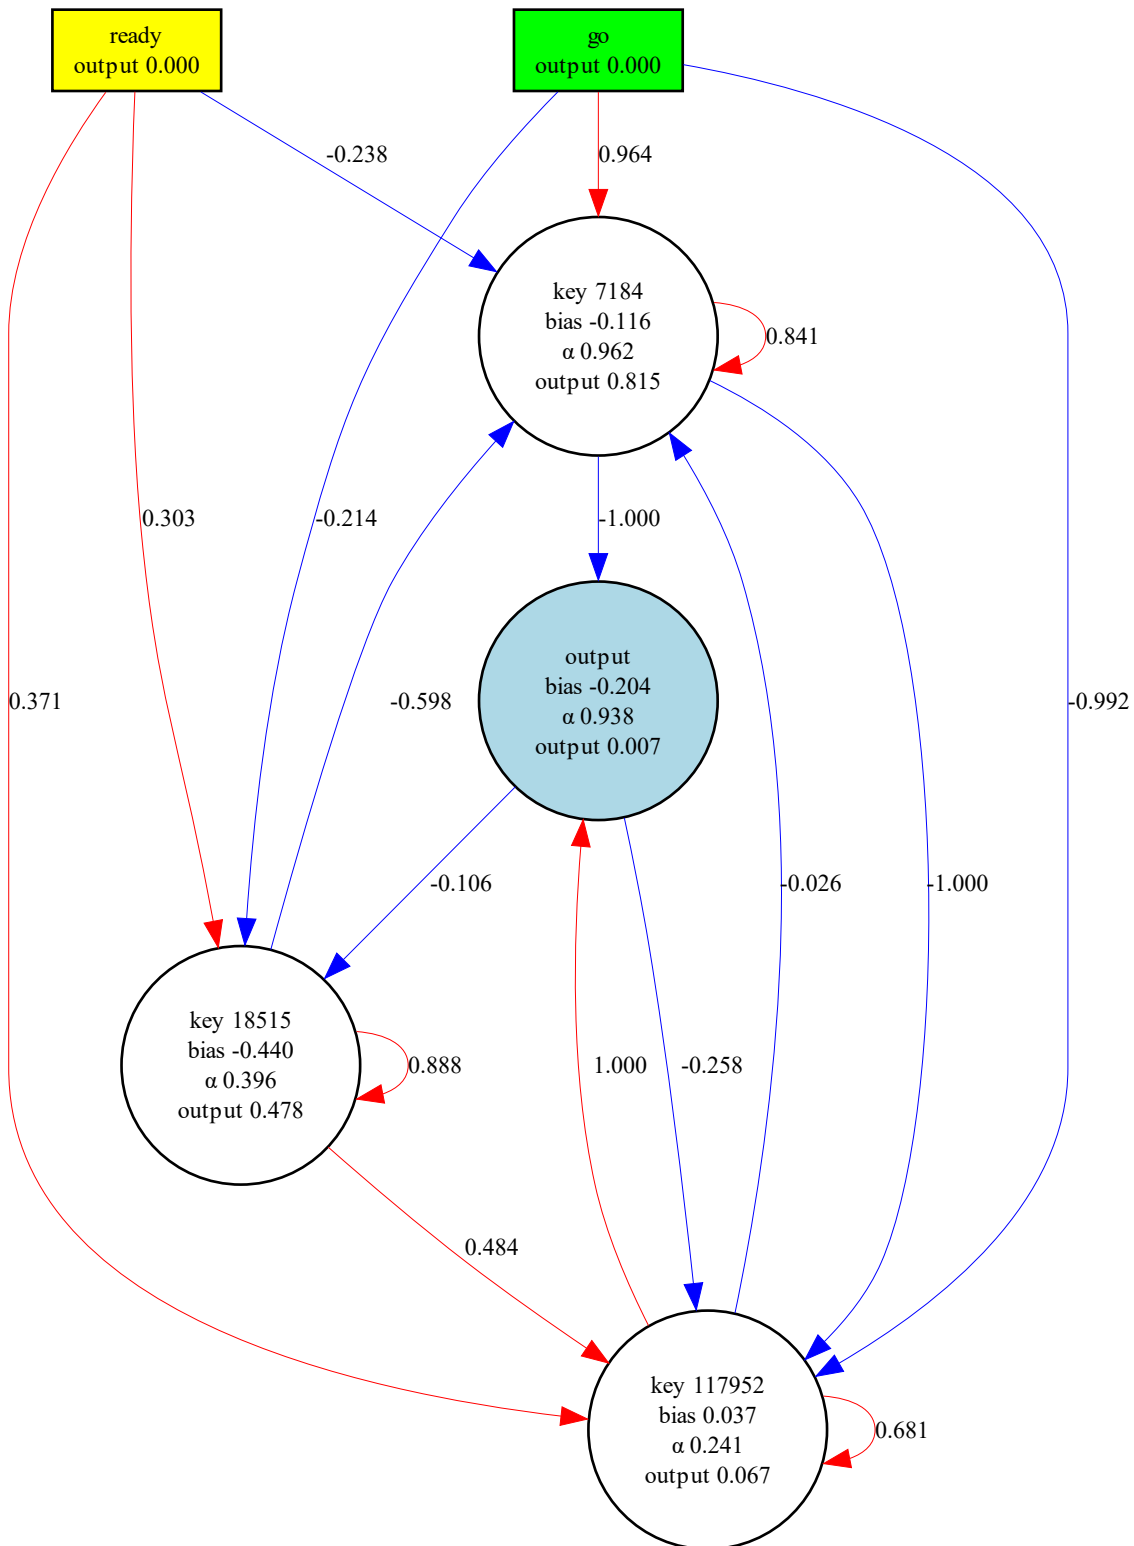 ready
output 0.000
go
output 0.000
-0.238
0.964
key 7184
bias -0.116
α 0.962
output 0.815
0.841
0.303
-0.214
-1.000
output
bias -0.204
α 0.938
output 0.007
0.371
-0.598
-0.992
-0.106
-0.026
-1.000
key 18515
bias -0.440
α 0.396
output 0.478
0.888
1.000
-0.258
0.484
key 117952
bias 0.037
α 0.241
output 0.067
0.681